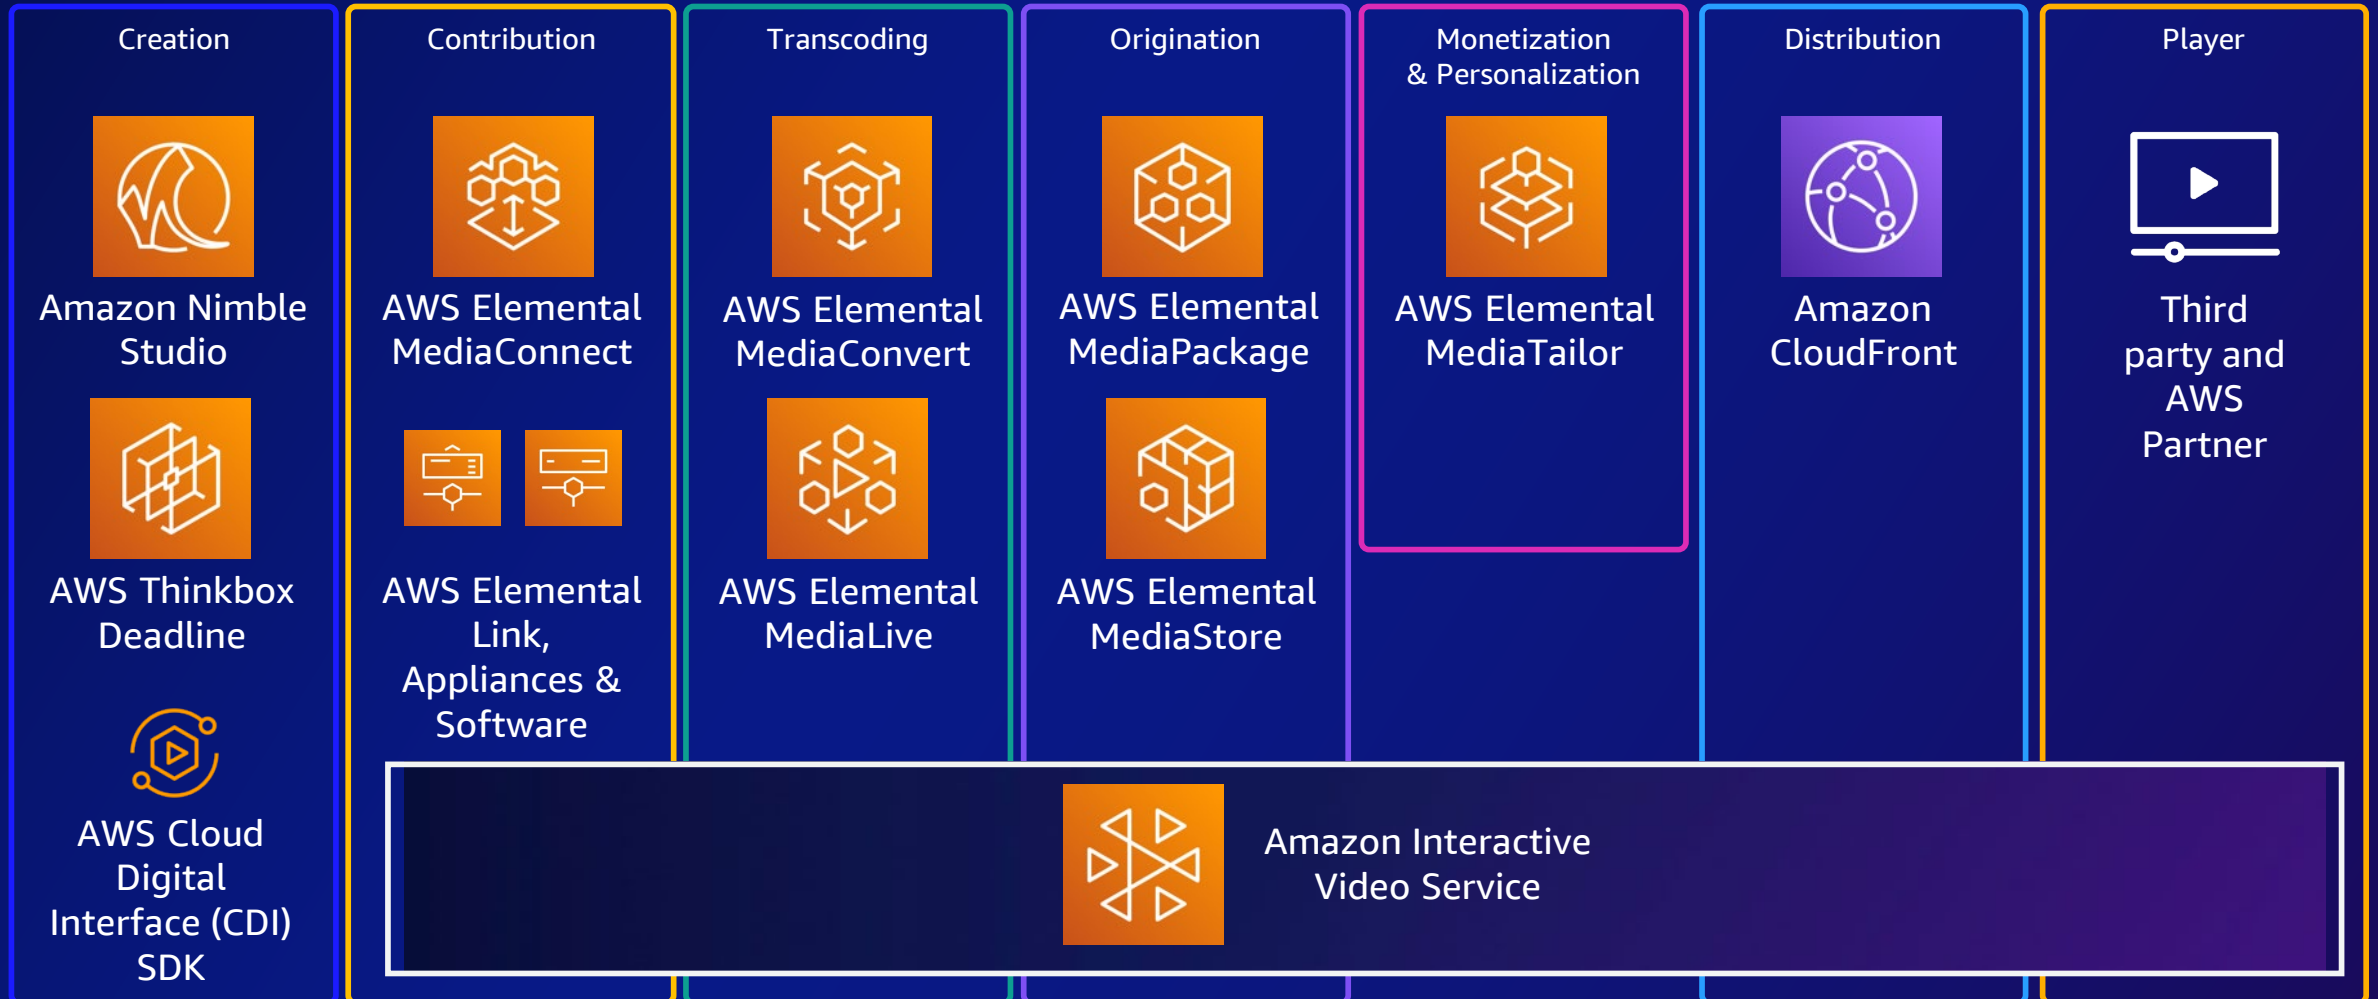 Creation
Amazon Nimble
Studio
AWS Thinkbox
Deadline
AWS Cloud
Digital
Interface (CDI)
SDK
Contribution
AWS Elemental
MediaConnect
AWS Elemental
Link,
Appliances &
Software
Transcoding
AWS Elemental
MediaConvert
AWS Elemental
MediaLive
Origination
AWS Elemental
MediaPackage
AWS Elemental
MediaStore
Monetization
& Personalization
AWS Elemental
MediaTailor
Distribution
Amazon
CloudFront
Player
Third
party and
AWS
Partner
Amazon Interactive
Video Service